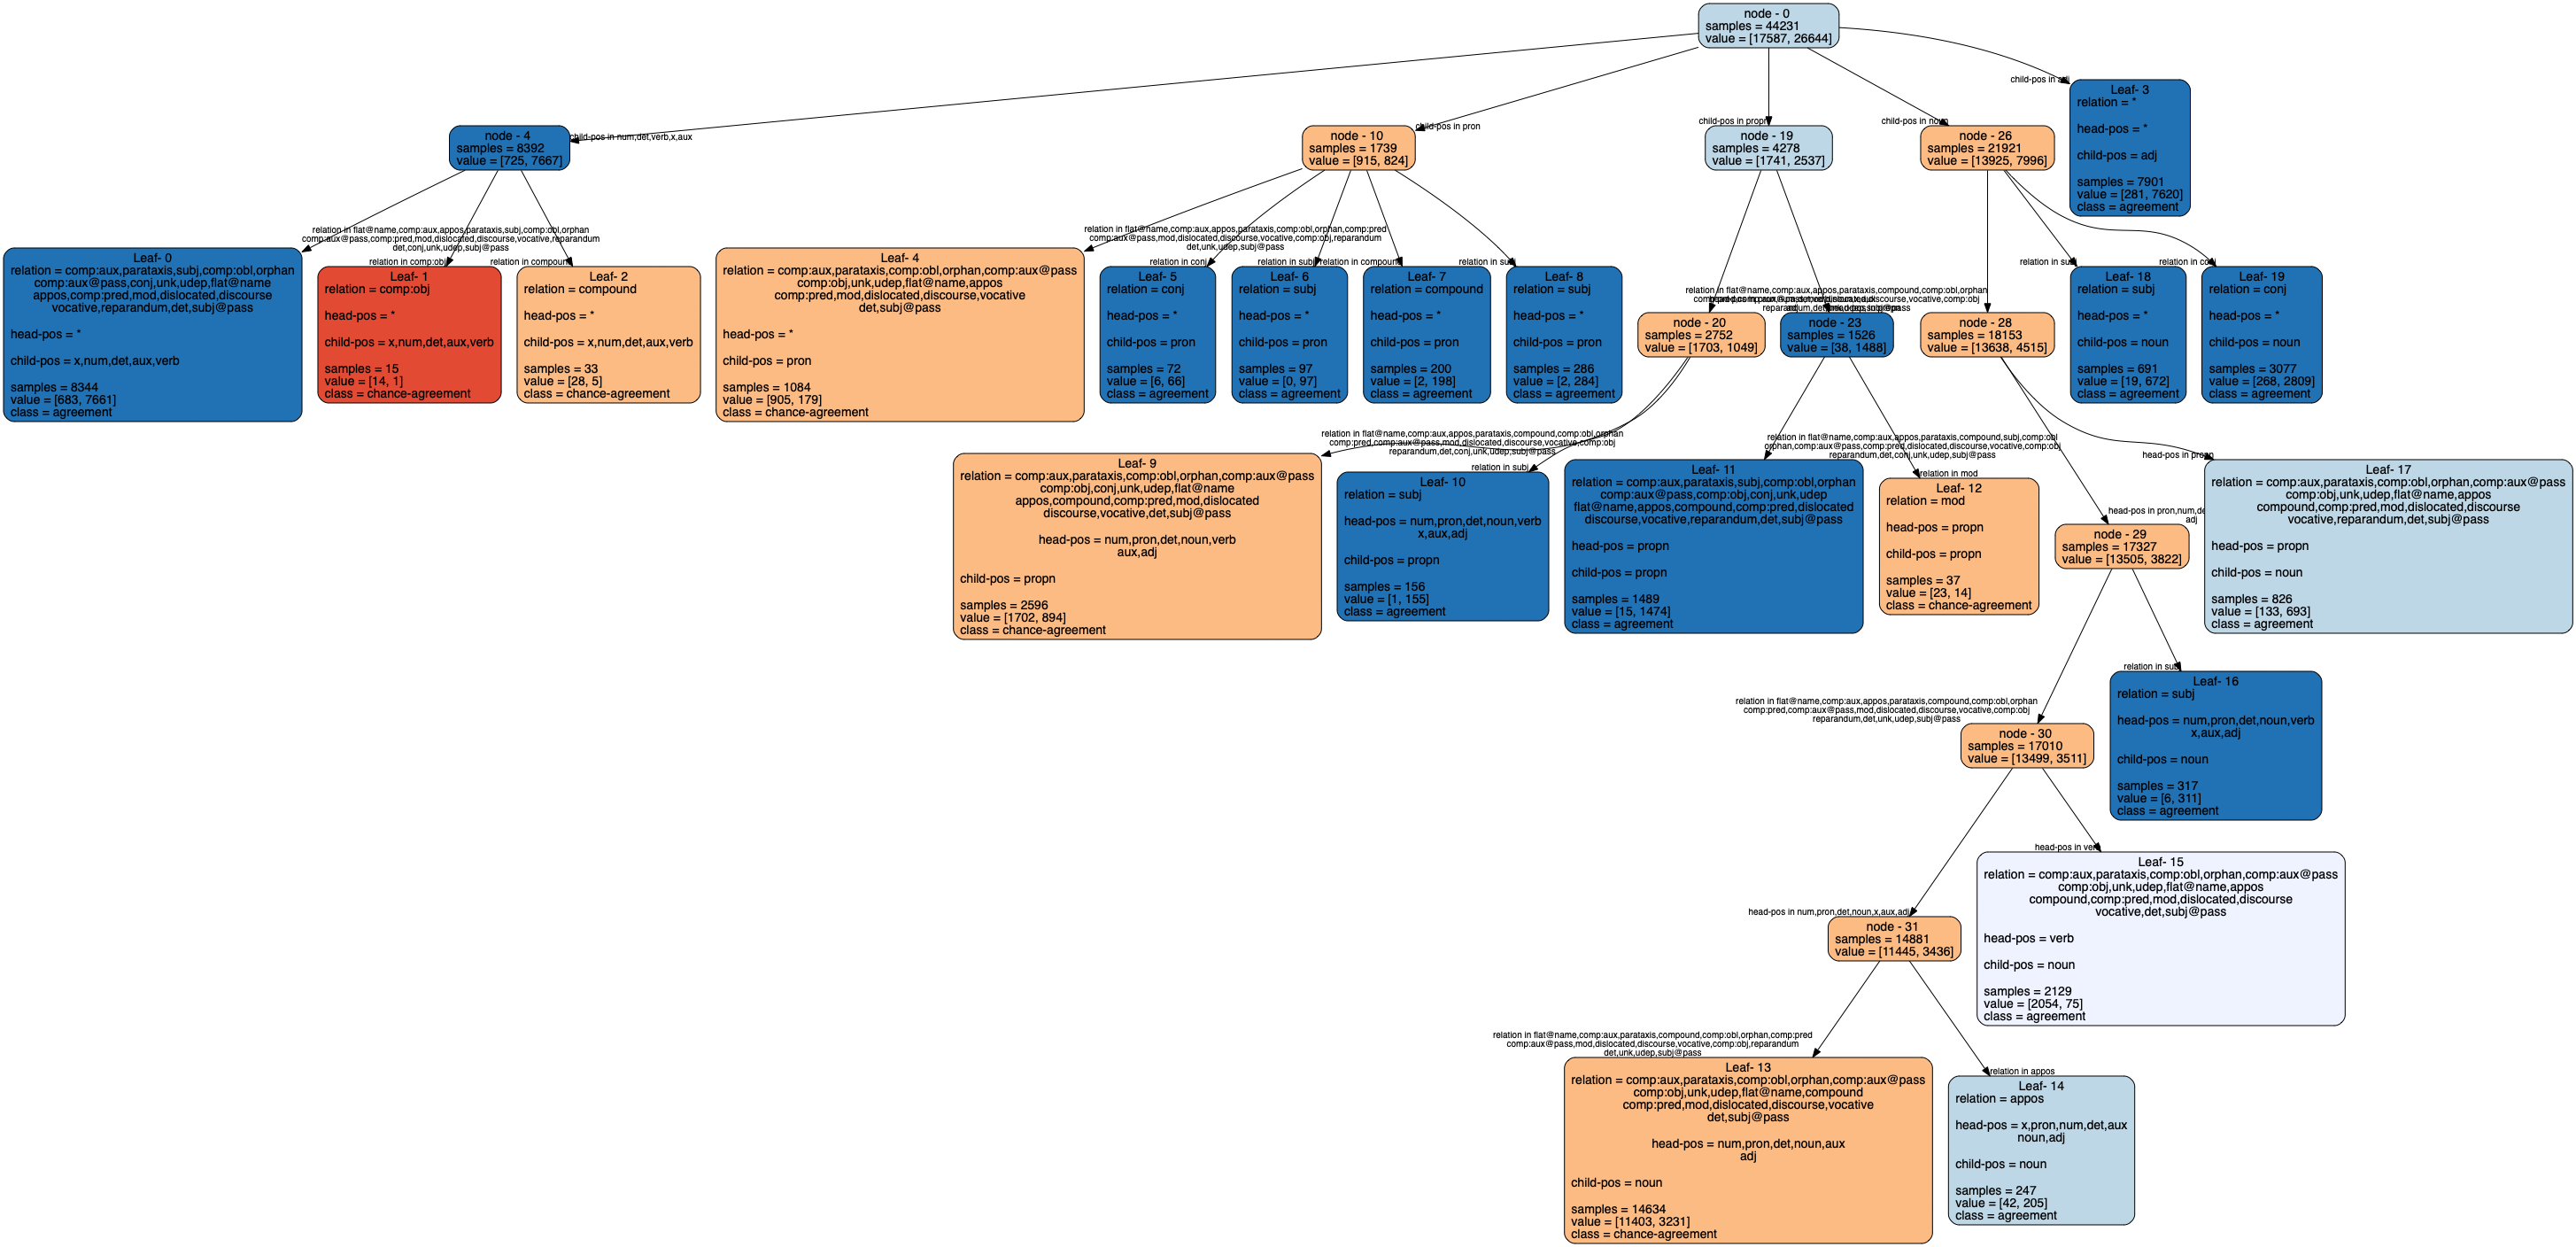 node - 0
samples = 44231
value = [17587, 26644]
child-pos in adj
Leaf- 3
relation = *
head-pos = *
child-pos = adj
samples = 7901
value = [281, 7620]
class = agreement
child-pos in num,det,verb,x,aux
node - 4
samples = 8392
value = [725, 7667]
child-pos in pron
node - 10
samples = 1739
value = [915, 824]
child-pos in propn
node - 19
samples = 4278
value = [1741, 2537]
child-pos in noun
node - 26
samples = 21921
value = [13925, 7996]
relation in flat@name,comp:aux,appos,parataxis,subj,comp:obl,orphan
comp:aux@pass,comp:pred,mod,dislocated,discourse,vocative,reparandum
det,conj,unk,udep,subj@pass
Leaf- 0
relation = comp:aux,parataxis,subj,comp:obl,orphan
comp:aux@pass,conj,unk,udep,flat@name
appos,comp:pred,mod,dislocated,discourse
vocative,reparandum,det,subj@pass
head-pos = *
child-pos = x,num,det,aux,verb
samples = 8344
value = [683, 7661]
class = agreement
relation in comp:obj
Leaf- 1
relation = comp:obj
head-pos = *
child-pos = x,num,det,aux,verb
samples = 15
value = [14, 1]
class = chance-agreement
relation in compound
Leaf- 2
relation = compound
head-pos = *
child-pos = x,num,det,aux,verb
samples = 33
value = [28, 5]
class = chance-agreement
relation in flat@name,comp:aux,appos,parataxis,comp:obl,orphan,comp:pred
comp:aux@pass,mod,dislocated,discourse,vocative,comp:obj,reparandum
det,unk,udep,subj@pass
Leaf- 4
relation = comp:aux,parataxis,comp:obl,orphan,comp:aux@pass
comp:obj,unk,udep,flat@name,appos
comp:pred,mod,dislocated,discourse,vocative
det,subj@pass
head-pos = *
child-pos = pron
samples = 1084
value = [905, 179]
class = chance-agreement
relation in conj
Leaf- 5
relation = conj
head-pos = *
child-pos = pron
samples = 72
value = [6, 66]
class = agreement
relation in subj
Leaf- 6
relation = subj
head-pos = *
child-pos = pron
samples = 97
value = [0, 97]
class = agreement
relation in compound
Leaf- 7
relation = compound
head-pos = *
child-pos = pron
samples = 200
value = [2, 198]
class = agreement
relation in subj
Leaf- 8
relation = subj
head-pos = *
child-pos = pron
samples = 286
value = [2, 284]
class = agreement
relation in flat@name,comp:aux,appos,parataxis,compound,comp:obl,orphan
node - 20
samples = 2752
value = [1703, 1049]
node - 23
samples = 1526
value = [38, 1488]
node - 28
samples = 18153
value = [13638, 4515]
relation in subj
Leaf- 18
relation = subj
head-pos = *
child-pos = noun
samples = 691
value = [19, 672]
class = agreement
relation in conj
Leaf- 19
relation = conj
head-pos = *
child-pos = noun
samples = 3077
value = [268, 2809]
class = agreement
relation in flat@name,comp:aux,appos,parataxis,compound,comp:obl,orphan
comp:pred,comp:aux@pass,mod,dislocated,discourse,vocative,comp:obj
reparandum,det,conj,unk,udep,subj@pass
Leaf- 9
relation = comp:aux,parataxis,comp:obl,orphan,comp:aux@pass
comp:obj,conj,unk,udep,flat@name
appos,compound,comp:pred,mod,dislocated
discourse,vocative,det,subj@pass
head-pos = num,pron,det,noun,verb
aux,adj
child-pos = propn
samples = 2596
value = [1702, 894]
class = chance-agreement
relation in subj
Leaf- 10
relation = subj
head-pos = num,pron,det,noun,verb
x,aux,adj
child-pos = propn
samples = 156
value = [1, 155]
class = agreement
relation in flat@name,comp:aux,appos,parataxis,compound,subj,comp:obl
orphan,comp:aux@pass,comp:pred,dislocated,discourse,vocative,comp:obj
reparandum,det,conj,unk,udep,subj@pass
Leaf- 11
relation = comp:aux,parataxis,subj,comp:obl,orphan
comp:aux@pass,comp:obj,conj,unk,udep
flat@name,appos,compound,comp:pred,dislocated
discourse,vocative,reparandum,det,subj@pass
head-pos = propn
child-pos = propn
samples = 1489
value = [15, 1474]
class = agreement
relation in mod
Leaf- 12
relation = mod
head-pos = propn
child-pos = propn
samples = 37
value = [23, 14]
class = chance-agreement
head-pos in pron,num,
adj
node - 29
samples = 17327
value = [13505, 3822]
head-pos in propn
Leaf- 17
relation = comp:aux,parataxis,comp:obl,orphan,comp:aux@pass
comp:obj,unk,udep,flat@name,appos
compound,comp:pred,mod,dislocated,discourse
vocative,reparandum,det,subj@pass
head-pos = propn
child-pos = noun
samples = 826
value = [133, 693]
class = agreement
relation in flat@name,comp:aux,appos,parataxis,compound,comp:obl,orphan
comp:pred,comp:aux@pass,mod,dislocated,discourse,vocative,comp:obj
reparandum,det,unk,udep,subj@pass
node - 30
samples = 17010
value = [13499, 3511]
relation in subj
Leaf- 16
relation = subj
head-pos = num,pron,det,noun,verb
x,aux,adj
child-pos = noun
samples = 317
value = [6, 311]
class = agreement
head-pos in num,pron,det,noun,x,aux,adj
node - 31
samples = 14881
value = [11445, 3436]
head-pos in verb
Leaf- 15
relation = comp:aux,parataxis,comp:obl,orphan,comp:aux@pass
comp:obj,unk,udep,flat@name,appos
compound,comp:pred,mod,dislocated,discourse
vocative,det,subj@pass
head-pos = verb
child-pos = noun
samples = 2129
value = [2054, 75]
class = agreement
relation in flat@name,comp:aux,parataxis,compound,comp:obl,orphan,comp:pred
comp:aux@pass,mod,dislocated,discourse,vocative,comp:obj,reparandum
det,unk,udep,subj@pass
Leaf- 13
relation = comp:aux,parataxis,comp:obl,orphan,comp:aux@pass
comp:obj,unk,udep,flat@name,compound
comp:pred,mod,dislocated,discourse,vocative
det,subj@pass
head-pos = num,pron,det,noun,aux
adj
child-pos = noun
samples = 14634
value = [11403, 3231]
class = chance-agreement
relation in appos
Leaf- 14
relation = appos
head-pos = x,pron,num,det,aux
noun,adj
child-pos = noun
samples = 247
value = [42, 205]
class = agreement